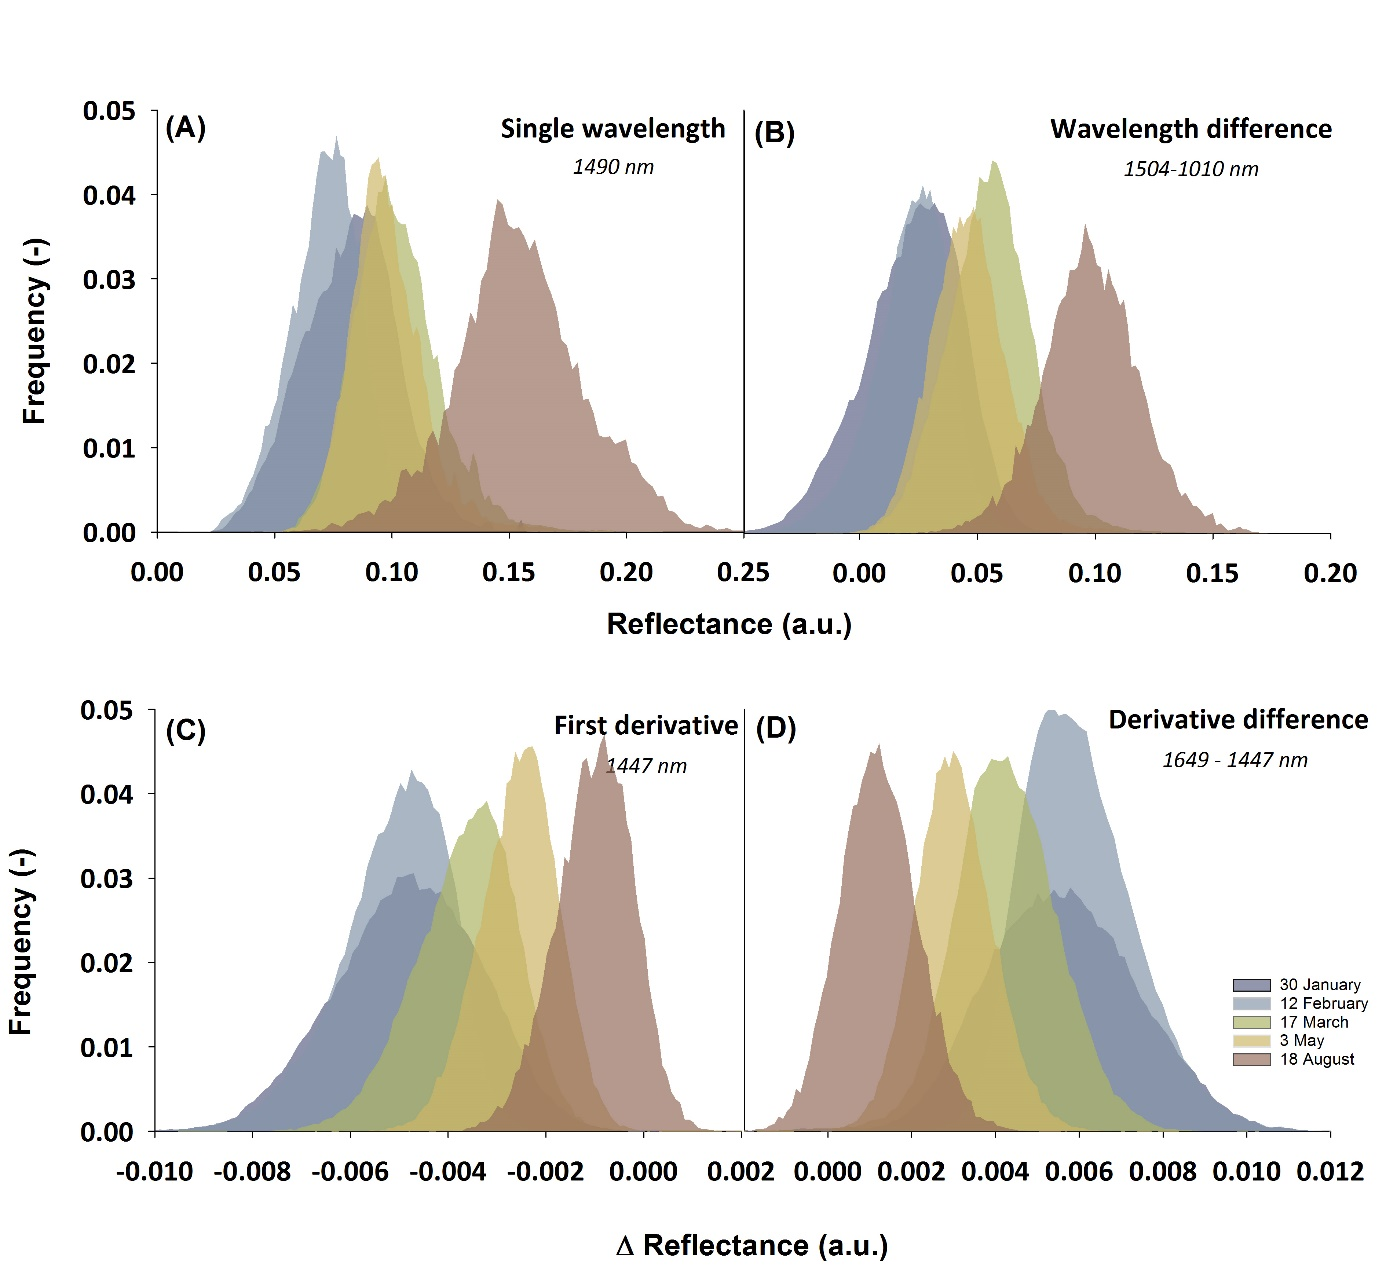 (A)
Single wavelength
1490 nm
(B)
Wavelength difference
1504-1010 nm
0.05
0.04
0.03
0.02
0.01
0.00
Frequency (-)
0.00 0.05 0.10 0.15 0.20 0.25 0.00 0.05 0.10 0.15 0.20
Reflectance (a.u.)
(C)
First derivative
1447 nm
(D)
Derivative difference
1649 - 1447 nm
0.05
0.04
0.03
0.02
0.01
0.00
Frequency (-)
30 January
12 February
17 March
3 May
18 August
-0.010 -0.008 -0.006 -0.004 -0.002 0.000 0.002 0.000 0.002 0.004 0.006 0.008 0.010 0.012
Δ Reflectance (a.u.)